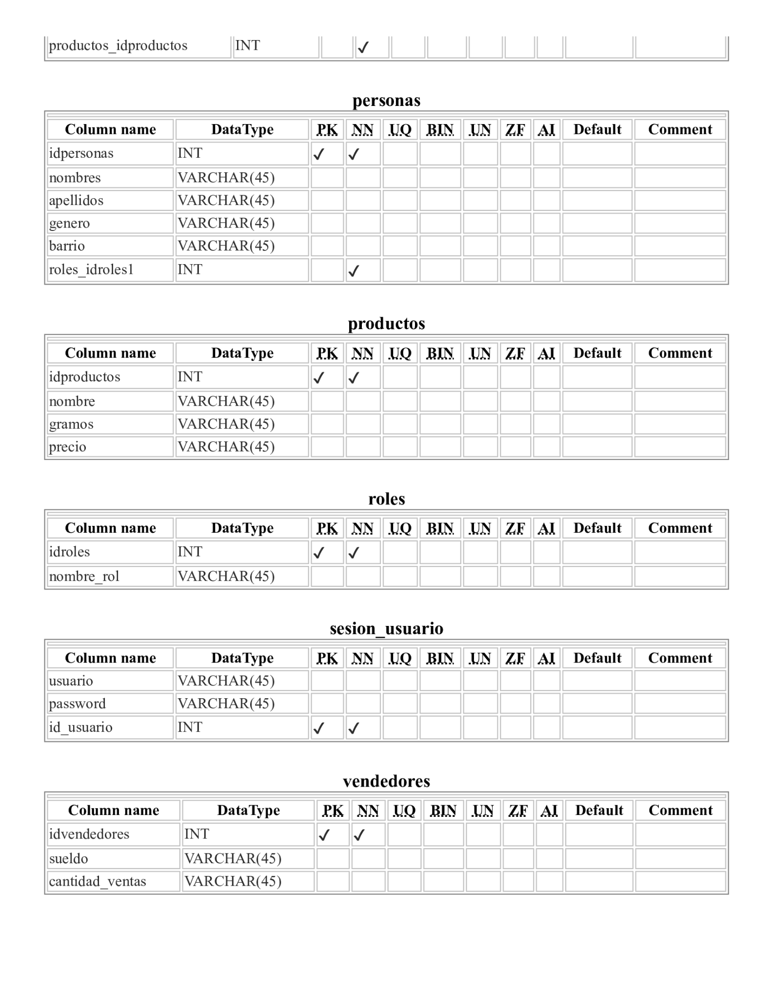 productos_idproductos INT ✓
personas
Column name DataType PK NN UQ BIN UN ZF AI Default Comment
idpersonas INT ✓ ✓
nombres VARCHAR(45)
apellidos VARCHAR(45)
genero VARCHAR(45)
barrio VARCHAR(45)
roles_idroles1 INT ✓
productos
Column name DataType PK NN UQ BIN UN ZF AI Default Comment
idproductos INT ✓ ✓
nombre VARCHAR(45)
gramos VARCHAR(45)
precio VARCHAR(45)
roles
Column name DataType PK NN UQ BIN UN ZF AI Default Comment
idroles INT ✓ ✓
nombre_rol VARCHAR(45)
sesion_usuario
Column name DataType PK NN UQ BIN UN ZF AI Default Comment
usuario VARCHAR(45)
password VARCHAR(45)
id_usuario INT ✓ ✓
vendedores
Column name DataType PK NN UQ BIN UN ZF AI Default Comment
idvendedores INT ✓ ✓
sueldo VARCHAR(45)
cantidad_ventas VARCHAR(45)